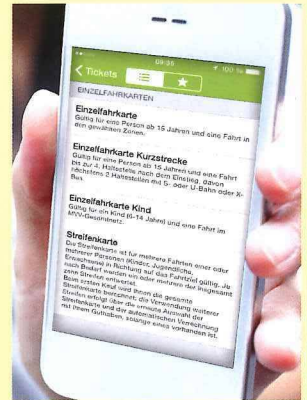 09:35
100 %
Tickets
EINZELFAHRKARTEN
Einzelfahrkarte
Gültig für eine Person ab 15 Jahren und eine Fahrt in
den gewählten Zonen.
Einzelfahrkarte Kurzstrecke
Gültig für eine Person ab 15 Jahren und eine Fahrt
bis zur 4. Haltestelle nach dem Einstieg, davon
höchstens 2 Haltestellen mit S- oder U-Bahn oder X-
Bus.
Einzelfahrkarte Kind
Gültig für ein Kind (6-14 Jahre) und eine Fahrt im
MVV-Gesamtnetz.
Streifenkarte
Die Streifenkarte ist für mehrere Fahrten einer oder
mehrerer Personen (Kinder, Jugendliche,
Erwachsene) in Richtung auf das Fahrtziel gültig. Je
nach Bedarf werden ein oder mehrere der insgesamt
zehn Streifen entwertet.
Beim ersten Kauf wird Ihnen die gesamte
Streifenkarte berechnet; die Verwendung weiterer
Streifen erfolgt über die erneute Auswahl der
Streifenkarte und der automatischen Verrechnung
mit Ihrem Guthaben, solange eines vorhanden ist.